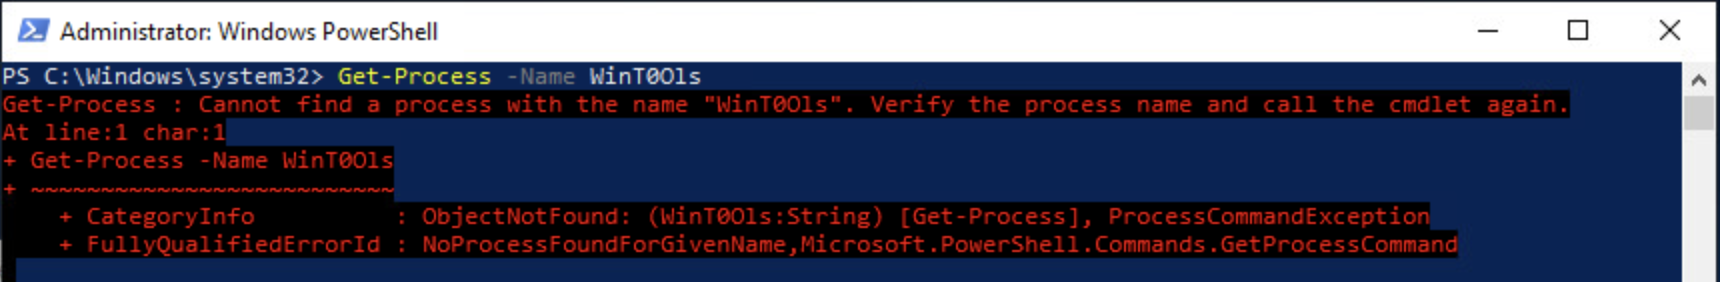 Administrator: Windows PowerShell
PS C:\Windows\system32> Get-Process -Name WinT0Ols
Get-Process : Cannot find a process with the name "WinT0Ols". Verify the process name and call the cmdlet again.
At line:1 char:1
+ Get-Process -Name WinT0Ols
+ ~~~~~~~~~~~~~~~~~~~~~~~~~~
    + CategoryInfo          : ObjectNotFound: (WinT0Ols:String) [Get-Process], ProcessCommandException
    + FullyQualifiedErrorId : NoProcessFoundForGivenName,Microsoft.PowerShell.Commands.GetProcessCommand